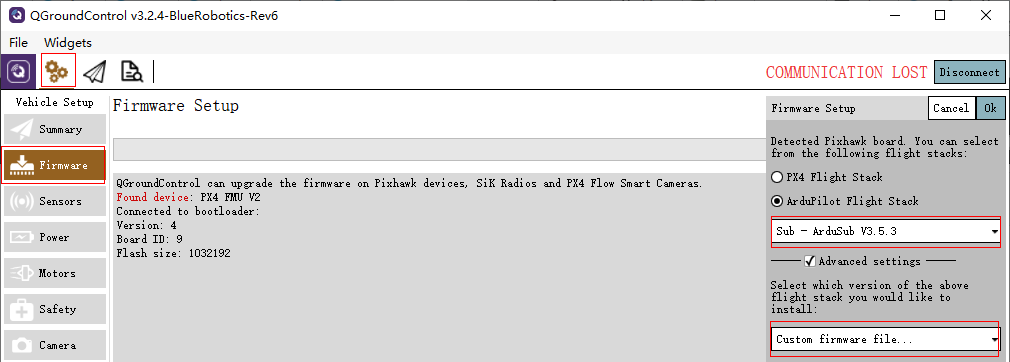 QGroundControl v3.2.4-BlueRobotics-Rev6
File Widgets
COMMUNICATION LOST Disconnect
Vehicle Setup
Summary
Firmware
Sensors
Power
Motors
Safety
Camera
Firmware Setup
QGroundControl can upgrade the firmware on Pixhawk devices, SiK Radios and PX4 Flow Smart Cameras.
Found device: PX4 FMU V2
Connected to bootloader:
Version: 4
Board ID: 9
Flash size: 1032192
Firmware Setup Cancel Ok
Detected Pixhawk board. You can select
from the following flight stacks:
PX4 Flight Stack
ArduPilot Flight Stack
Sub - ArduSub V3.5.3
Advanced settings
Select which version of the above
flight stack you would like to
install:
Custom firmware file...